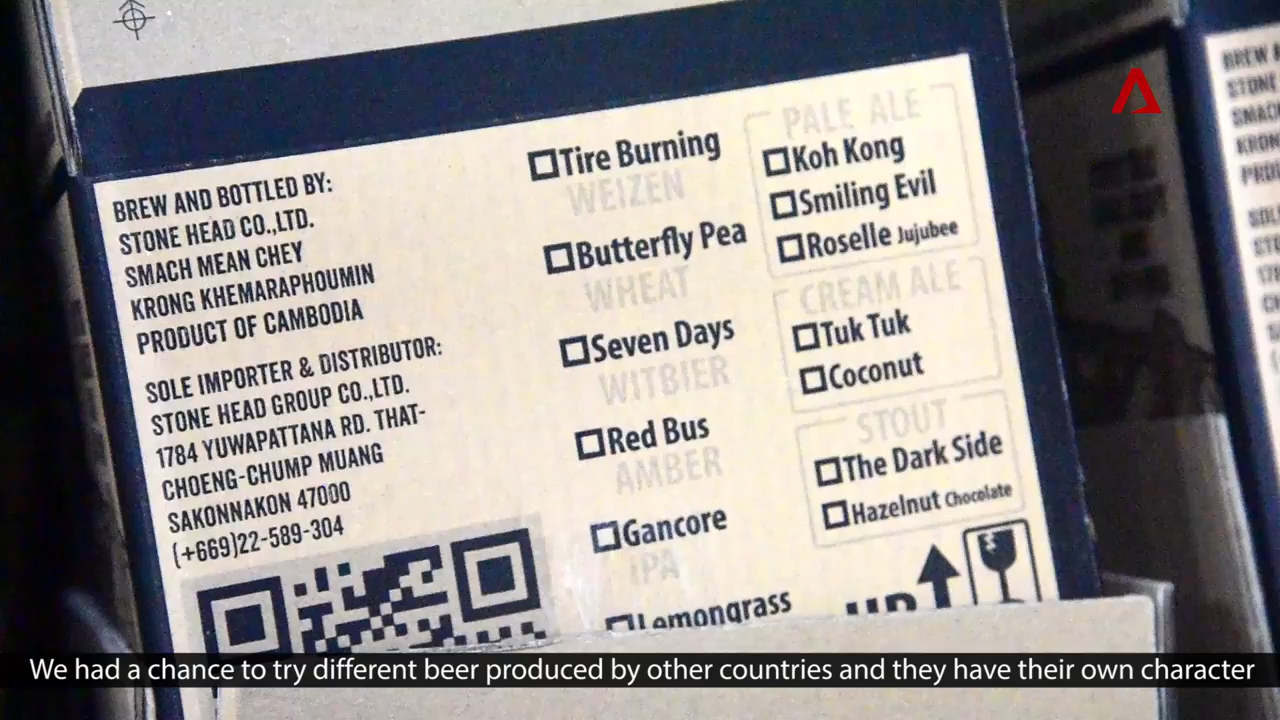 BREW AND BOTTLED BY:
STONE HEAD CO.,LTD.
SMACH MEAN CHEY
KRONG KHEMARAPHOUMIN
PRODUCT OF CAMBODIA
SOLE IMPORTER & DISTRIBUTOR:
STONE HEAD GROUP CO.,LTD.
1784 YUWAPATTANA RD. THAT-
CHOENG-CHUMP MUANG
SAKONNAKON 47000
(+669)22-589-304
Tire Burning
WEIZEN
Butterfly Pea
WHEAT
Seven Days
WITBIER
Red Bus
AMBER
Gancore
IPA
Lemongrass
PALE ALE
Koh Kong
Smiling Evil
Roselle Jujubee
CREAM ALE
Tuk Tuk
Coconut
STOUT
The Dark Side
Hazelnut Chocolate
UP
BREW
STONE
SMAC
We had a chance to try different beer produced by other countries and they have their own character